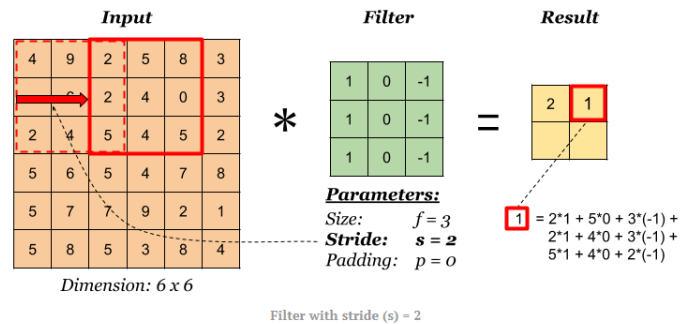 Input
Filter
Result
4 9 2 5 8 3
6 2 4 0 3
2 4 5 4 5 2
5 6 5 4 7 8
5 7 7 9 2 1
5 8 5 3 8 4
Dimension: 6 x 6
*
1 0 -1
1 0 -1
1 0 -1
=
2 1
Parameters:
Size: f = 3
Stride: s = 2
Padding: p = 0
1 = 2*1 + 5*0 + 3*(-1) +
2*1 + 4*0 + 3*(-1) +
5*1 + 4*0 + 2*(-1)
Filter with stride (s) = 2